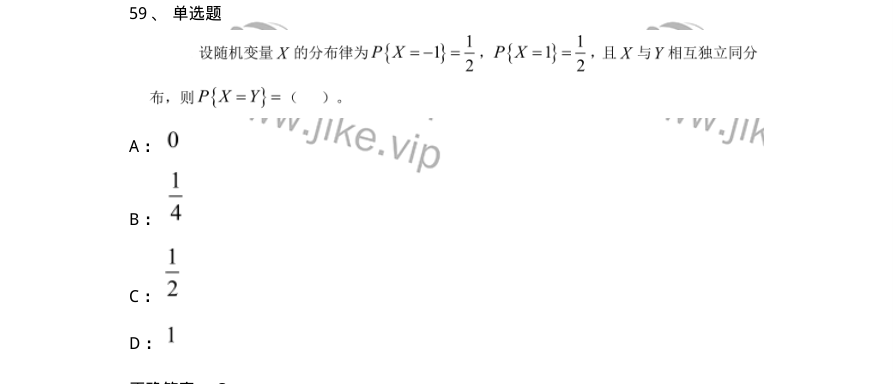 59、 单选题
设随机变量 X 的分布律为 P{X=−1}=1/2，P{X=1}=1/2，且 X 与 Y 相互独立同分
布，则 P{X=Y}=（　）。
www.jike.vip
A： 0
B： 1/4
C： 1/2
D： 1